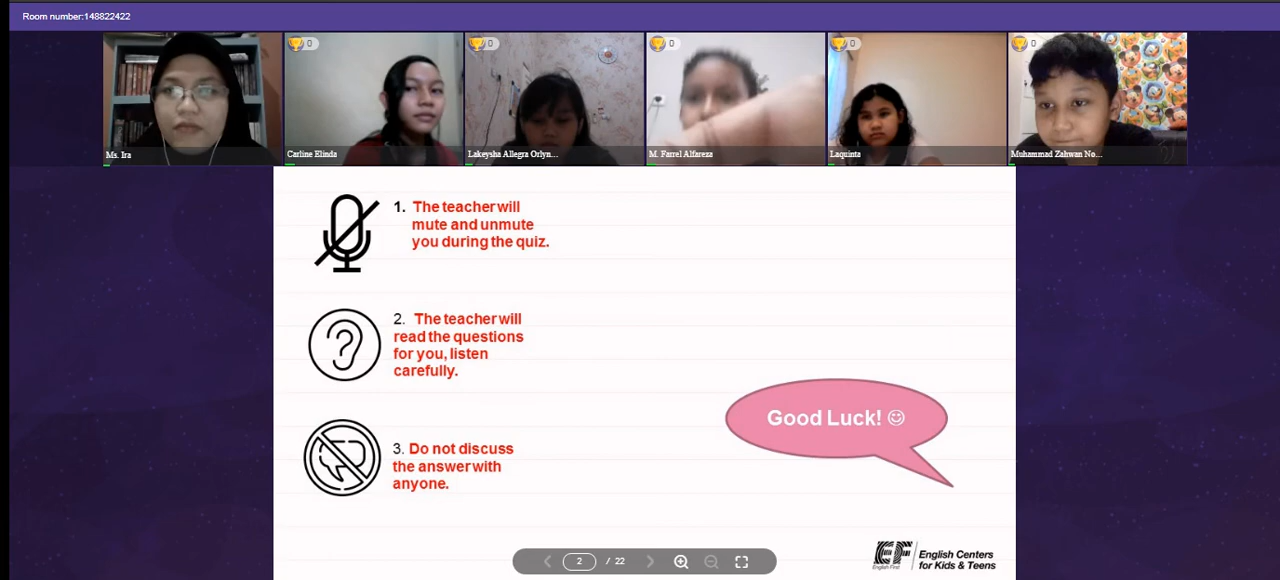 Room number:148822422
0
0
0
0
0
Ms. Ira
Carline Elinda
Lakeysha Allegra Orlyn...
M. Farrel Alfareza
Laquinta
Muhammad Zahwan No...
1. The teacher will
mute and unmute
you during the quiz.
2. The teacher will
read the questions
for you, listen
carefully.
3. Do not discuss
the answer with
anyone.
Good Luck! ☺
2 / 22
EF English Centers
English First for Kids & Teens